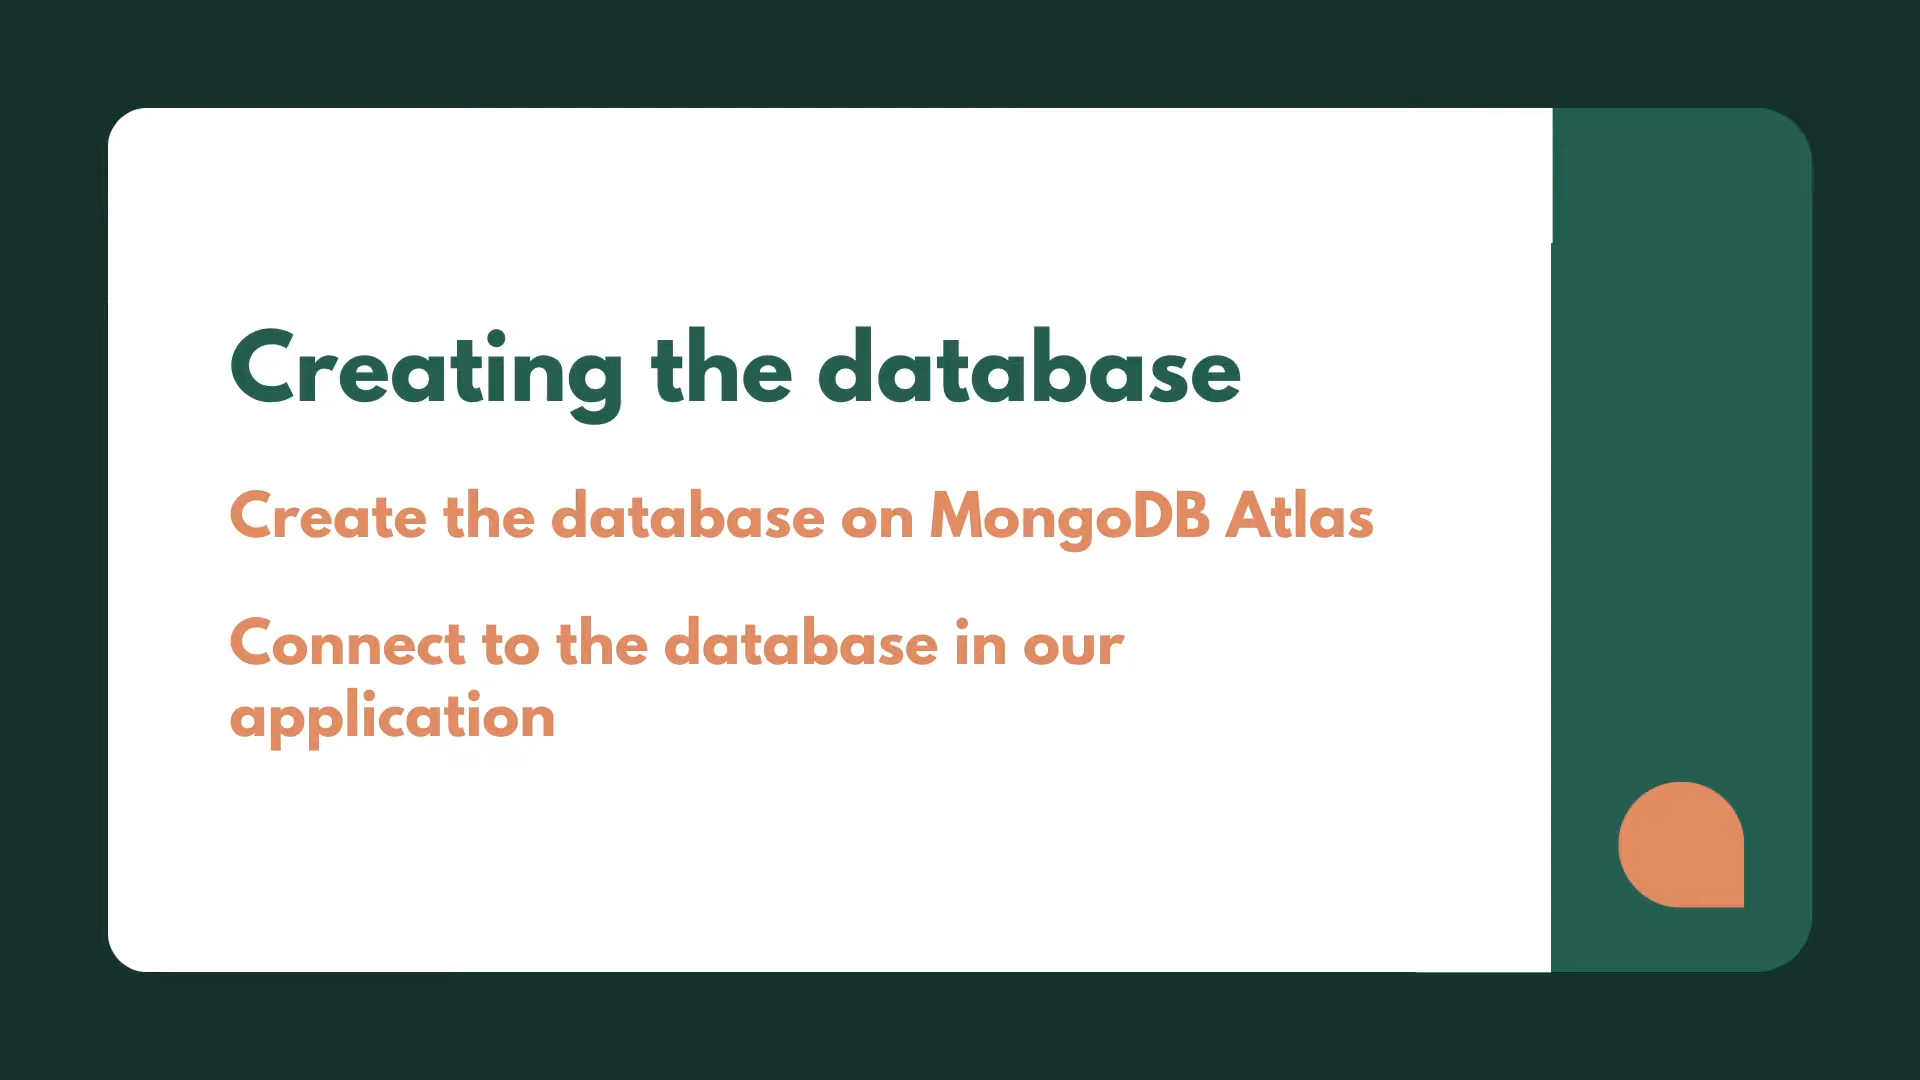 Creating the database
Create the database on MongoDB Atlas
Connect to the database in our
application